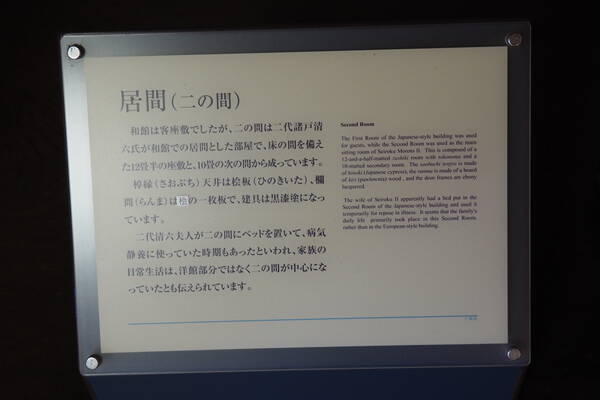 居間(二の間)
和館は客座敷でしたが、二の間は二代諸戸清
六氏が和館での居間とした部屋で、床の間を備え
た12畳半の座敷と、10畳の次の間から成っています。
棹縁(さおぶち)天井は桧板(ひのきいた)、欄
間(らんま)は桧の一枚板で、建具は黒漆塗になっ
ています。
二代清六夫人が二の間にベッドを置いて、病気
静養に使っていた時期もあったといわれ、家族の
日常生活は、洋館部分ではなく二の間が中心にな
っていたとも伝えられています。
Second Room
The First Room of the Japanese-style building was used
for guests, while the Second Room was used as the main
sitting room of Seiroku Moroto II. This is composed of a
12-and-a-half-matted zashiki room with tokonoma and a
10-matted secondary room. The saobuchi tenjo is made
of hinoki (Japanese cypress), the ranma is made of a board
of kiri (pawlownia) wood, and the door frames are ebony
lacquered.
The wife of Seiroku II apparently had a bed put in the
Second Room of the Japanese-style building and used it
temporarily for repose in illness. It seems that the family's
daily life primarily took place in this Second Room,
rather than in the European-style building.